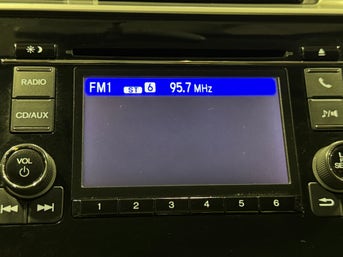 RADIO
CD/AUX
VOL
FM1 ST 6 95.7 MHz
1 2 3 4 5 6